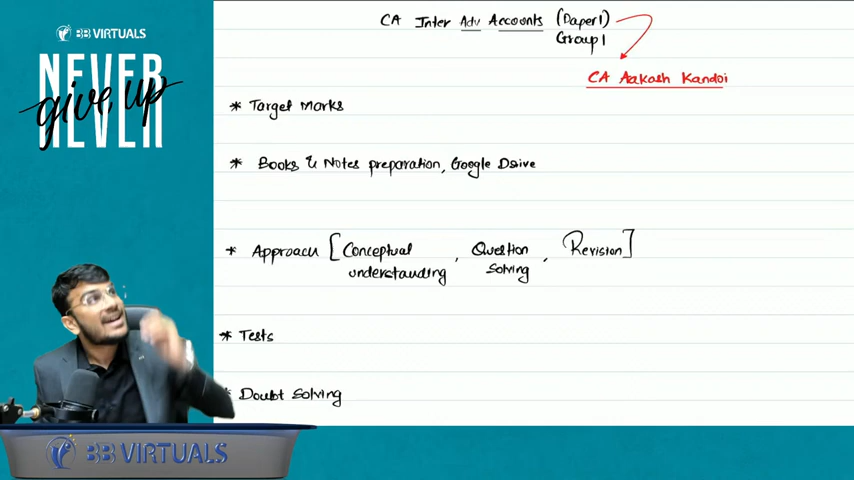 BB VIRTUALS
NEVER
give up
NEVER
CA Inter Adv Accounts (Paper 1)
Group 1
CA Aakash Kandoi
* Target Marks
* Books & Notes preparation, Google Drive
* Approach [Conceptual understanding, Question solving, Revision]
* Tests
* Doubt Solving
BB VIRTUALS